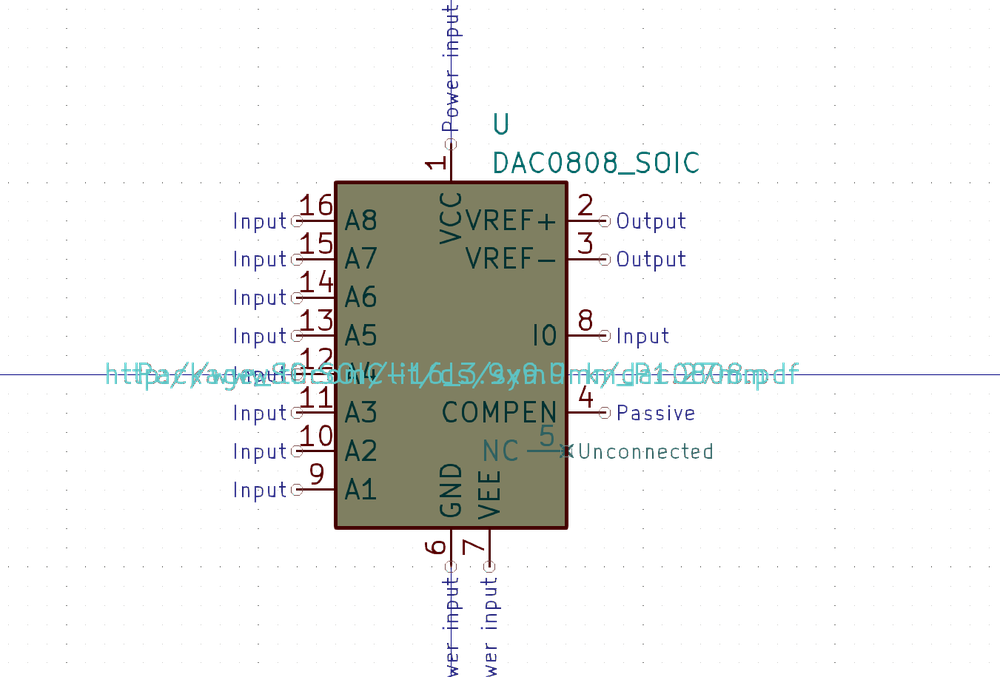 Power input
U
DAC0808_SOIC
1
VCC
Input 16 A8
VREF+ 2 Output
Input 15 A7
VREF- 3 Output
Input 14 A6
Input 13 A5
IO 8 Input
Input 12 A4
Input 11 A3
COMPEN 4 Passive
Input 10 A2
NC 5 Unconnected
Input 9 A1
GND
VEE
6
7
wer input
wer input